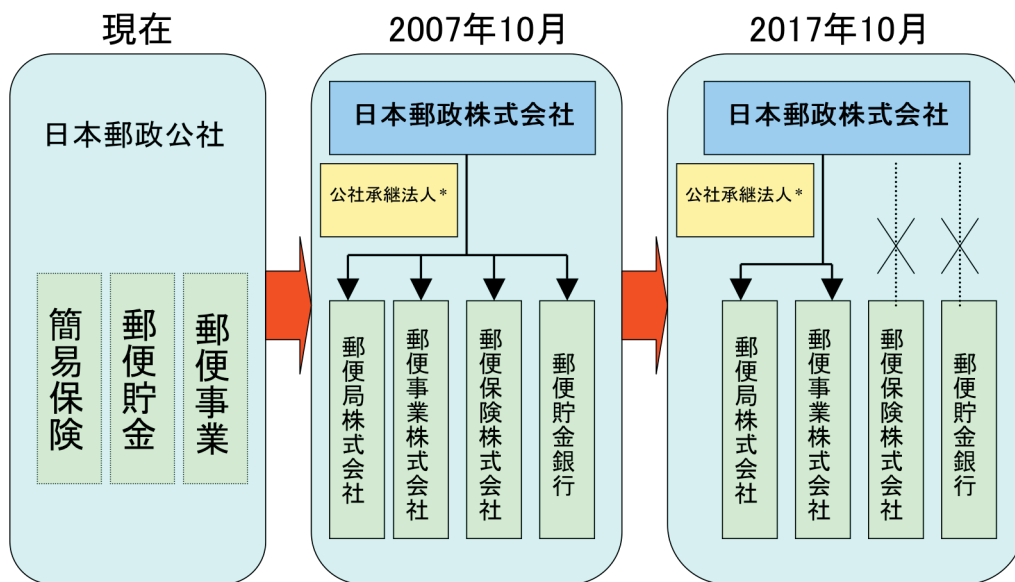 現在
日本郵政公社
簡易保険
郵便貯金
郵便事業
2007年10月
日本郵政株式会社
公社承継法人*
郵便局株式会社
郵便事業株式会社
郵便保険株式会社
郵便貯金銀行
2017年10月
日本郵政株式会社
公社承継法人*
郵便局株式会社
郵便事業株式会社
郵便保険株式会社
郵便貯金銀行